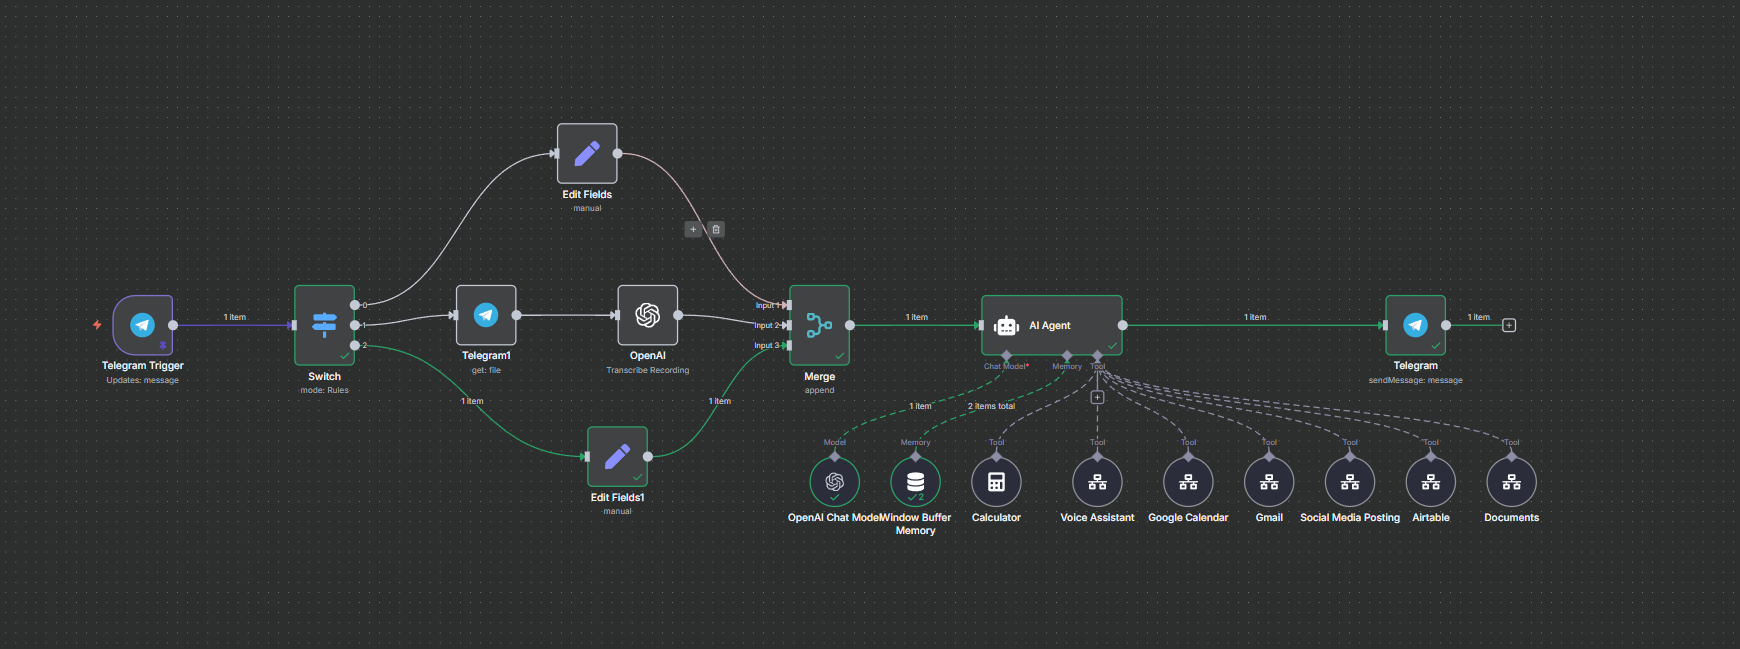 Edit Fields
manual
Telegram Trigger
Updates: message
1 item
Switch
mode: Rules
0
1
2
Telegram1
get: file
OpenAI
Transcribe Recording
1 item
Edit Fields1
manual
1 item
Input 1
Input 2
Input 3
Merge
append
1 item
AI Agent
Chat Model*
Memory
Tool
1 item
Telegram
sendMessage: message
1 item
1 item
2 items total
Model
Memory
Tool
Tool
Tool
Tool
Tool
Tool
Tool
2
OpenAI Chat Model
Window Buffer
Memory
Calculator
Voice Assistant
Google Calendar
Gmail
Social Media Posting
Airtable
Documents